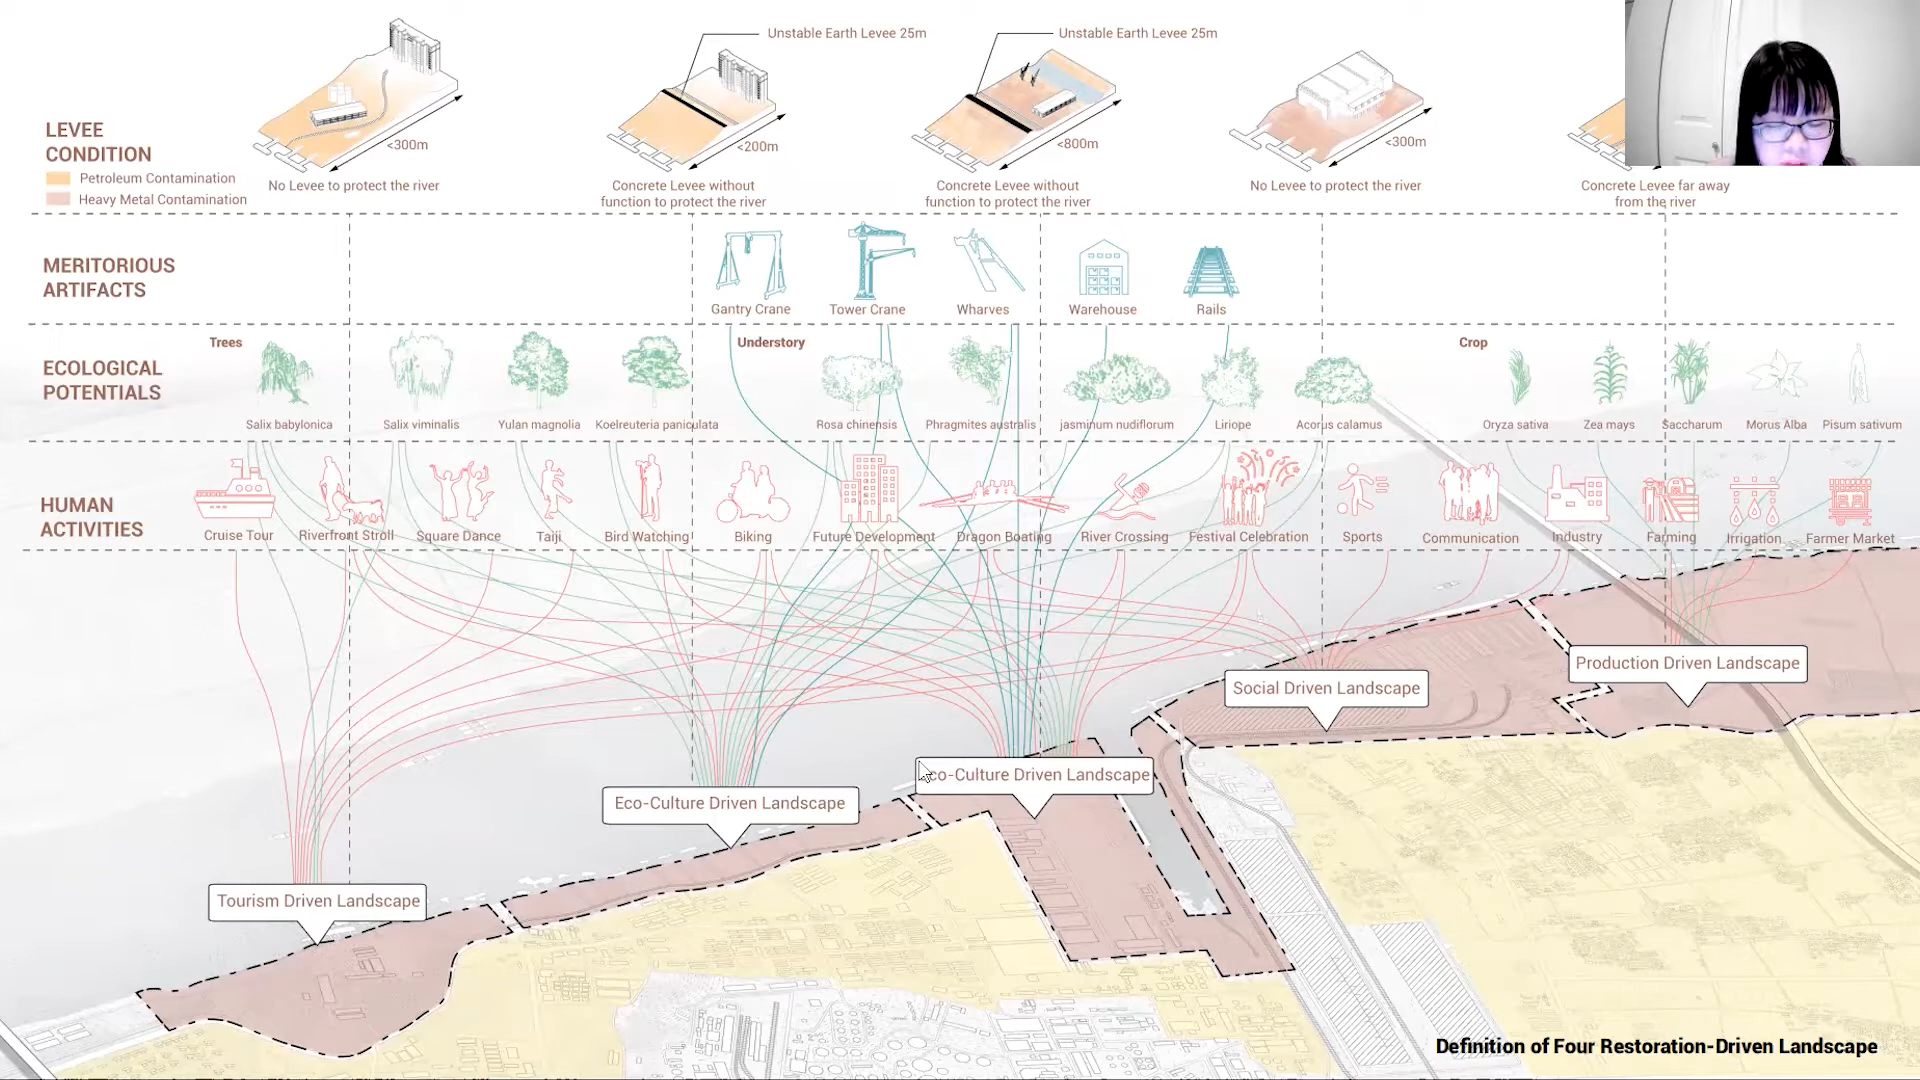 Unstable Earth Levee 25m
Unstable Earth Levee 25m
LEVEE
CONDITION
Petroleum Contamination
Heavy Metal Contamination
<300m
<200m
<800m
<300m
No Levee to protect the river
Concrete Levee without
function to protect the river
Concrete Levee without
function to protect the river
No Levee to protect the river
Concrete Levee far away
from the river
MERITORIOUS
ARTIFACTS
Gantry Crane
Tower Crane
Wharves
Warehouse
Rails
ECOLOGICAL
POTENTIALS
Trees
Understory
Crop
Salix babylonica
Salix viminalis
Yulan magnolia
Koelreuteria paniculata
Rosa chinensis
Phragmites australis
jasminum nudiflorum
Liriope
Acorus calamus
Oryza sativa
Zea mays
Saccharum
Morus Alba
Pisum sativum
HUMAN
ACTIVITIES
Cruise Tour
Riverfront Stroll
Square Dance
Taiji
Bird Watching
Biking
Future Development
Dragon Boating
River Crossing
Festival Celebration
Sports
Communication
Industry
Farming
Irrigation
Farmer Market
Production Driven Landscape
Social Driven Landscape
co-Culture Driven Landscape
Eco-Culture Driven Landscape
Tourism Driven Landscape
Definition of Four Restoration-Driven Landscape